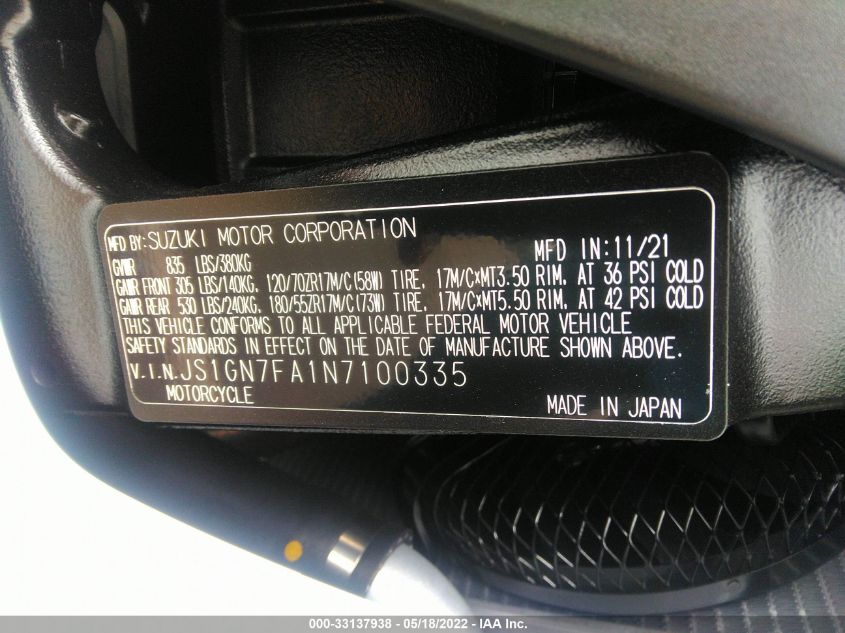 MFD BY:SUZUKI MOTOR CORPORATION
MFD IN:11/21
GVWR 835 LBS/380KG
GAWR FRONT 305 LBS/140KG, 120/70ZR17M/C(58W) TIRE, 17M/C×MT3.50 RIM, AT 36 PSI COLD
GAWR REAR 530 LBS/240KG, 180/55ZR17M/C(73W) TIRE, 17M/C×MT5.50 RIM, AT 42 PSI COLD
THIS VEHICLE CONFORMS TO ALL APPLICABLE FEDERAL MOTOR VEHICLE
SAFETY STANDARDS IN EFFECT ON THE DATE OF MANUFACTURE SHOWN ABOVE.
V.I.N.JS1GN7FA1N7100335
MOTORCYCLE
MADE IN JAPAN
000-33137938 - 05/18/2022 - IAA Inc.